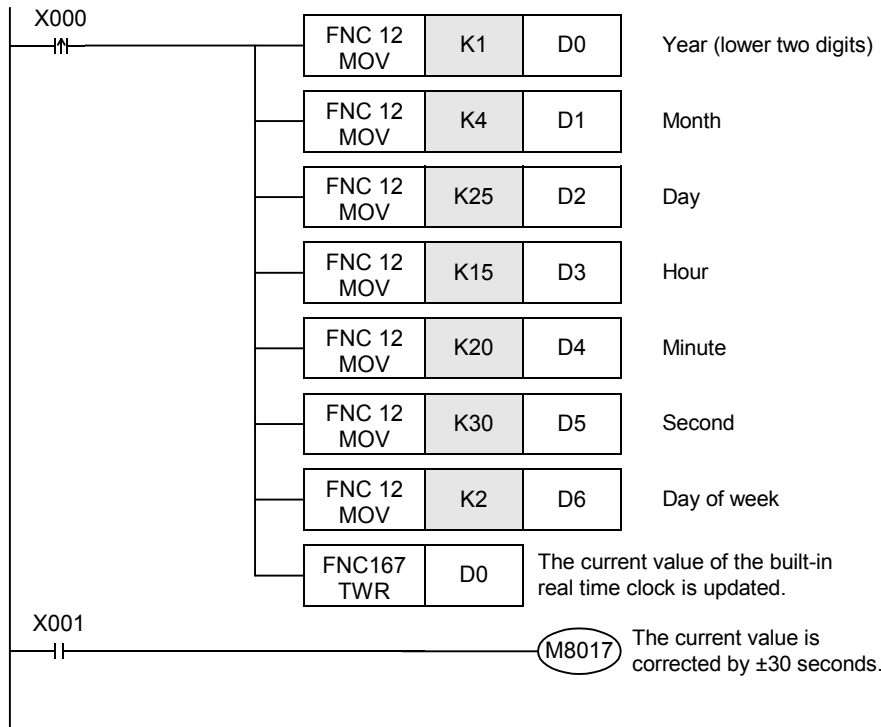 X000
FNC 12 MOV K1 D0 Year (lower two digits)
FNC 12 MOV K4 D1 Month
FNC 12 MOV K25 D2 Day
FNC 12 MOV K15 D3 Hour
FNC 12 MOV K20 D4 Minute
FNC 12 MOV K30 D5 Second
FNC 12 MOV K2 D6 Day of week
FNC167 TWR D0
The current value of the built-in
real time clock is updated.
X001
M8017
The current value is
corrected by ±30 seconds.